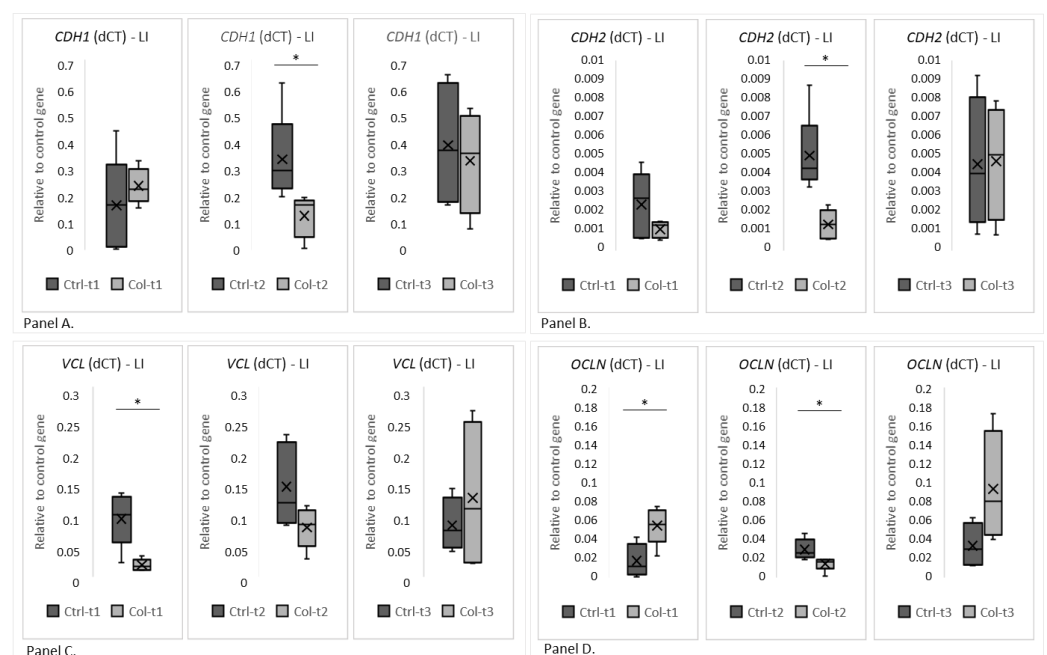 CDH1 (dCT) - LI
Relative to control gene
0.7
0.6
0.5
0.4
0.3
0.2
0.1
0
Ctrl-t1 Col-t1
CDH1 (dCT) - LI
*
Relative to control gene
0.7
0.6
0.5
0.4
0.3
0.2
0.1
0
Ctrl-t2 Col-t2
CDH1 (dCT) - LI
Relative to control gene
0.7
0.6
0.5
0.4
0.3
0.2
0.1
0
Ctrl-t3 Col-t3
Panel A.
CDH2 (dCT) - LI
Relative to control gene
0.01
0.009
0.008
0.007
0.006
0.005
0.004
0.003
0.002
0.001
0
Ctrl-t1 Col-t1
CDH2 (dCT) - LI
*
Relative to control gene
0.01
0.009
0.008
0.007
0.006
0.005
0.004
0.003
0.002
0.001
0
Ctrl-t2 Col-t2
CDH2 (dCT) - LI
Relative to control gene
0.01
0.009
0.008
0.007
0.006
0.005
0.004
0.003
0.002
0.001
0
Ctrl-t3 Col-t3
Panel B.
VCL (dCT) - LI
*
Relative to control gene
0.3
0.25
0.2
0.15
0.1
0.05
0
Ctrl-t1 Col-t1
VCL (dCT) - LI
Relative to control gene
0.3
0.25
0.2
0.15
0.1
0.05
0
Ctrl-t2 Col-t2
VCL (dCT) - LI
Relative to control gene
0.3
0.25
0.2
0.15
0.1
0.05
0
Ctrl-t3 Col-t3
Panel C.
OCLN (dCT) - LI
*
Relative to control gene
0.2
0.18
0.16
0.14
0.12
0.1
0.08
0.06
0.04
0.02
0
Ctrl-t1 Col-t1
OCLN (dCT) - LI
*
Relative to control gene
0.2
0.18
0.16
0.14
0.12
0.1
0.08
0.06
0.04
0.02
0
Ctrl-t2 Col-t2
OCLN (dCT) - LI
Relative to control gene
0.2
0.18
0.16
0.14
0.12
0.1
0.08
0.06
0.04
0.02
0
Ctrl-t3 Col-t3
Panel D.